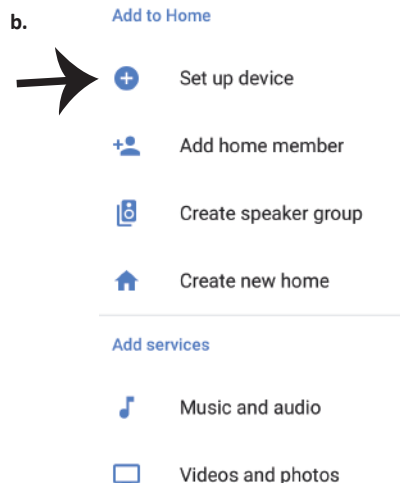 b.
Add to Home
Set up device
Add home member
Create speaker group
Create new home
Add services
Music and audio
Videos and photos